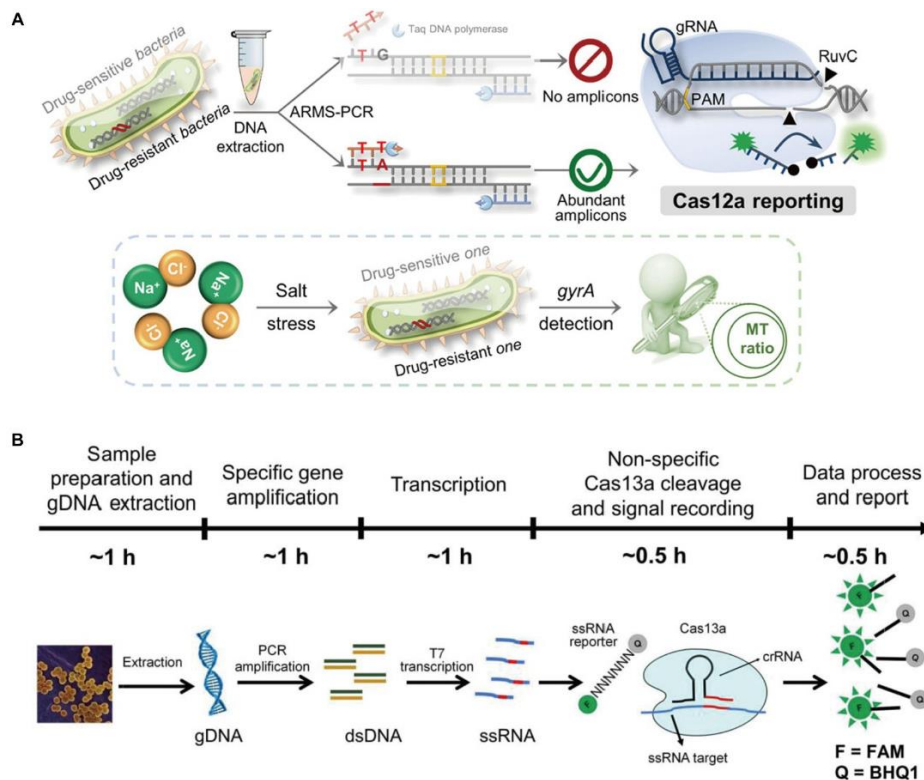 A
Drug-sensitive bacteria
Drug-resistant bacteria
DNA
extraction
ARMS-PCR
T
T
Taq DNA polymerase
T
G
No amplicons
T
T
T
A
Abundant
amplicons
gRNA
RuvC
PAM
Cas12a reporting
Cl-
Na+
Na+
Cl-
Cl-
Na+
Salt
stress
Drug-sensitive one
Drug-resistant one
gyrA
detection
MT
ratio
B
Sample
preparation and
gDNA extraction
Specific gene
amplification
Transcription
Non-specific
Cas13a cleavage
and signal recording
Data process
and report
~1 h
~1 h
~1 h
~0.5 h
~0.5 h
Extraction
gDNA
PCR
amplification
dsDNA
T7
transcription
ssRNA
ssRNA
reporter
Q
NNNNNNN
F
Cas13a
crRNA
ssRNA target
F
Q
F
Q
F
Q
F = FAM
Q = BHQ1